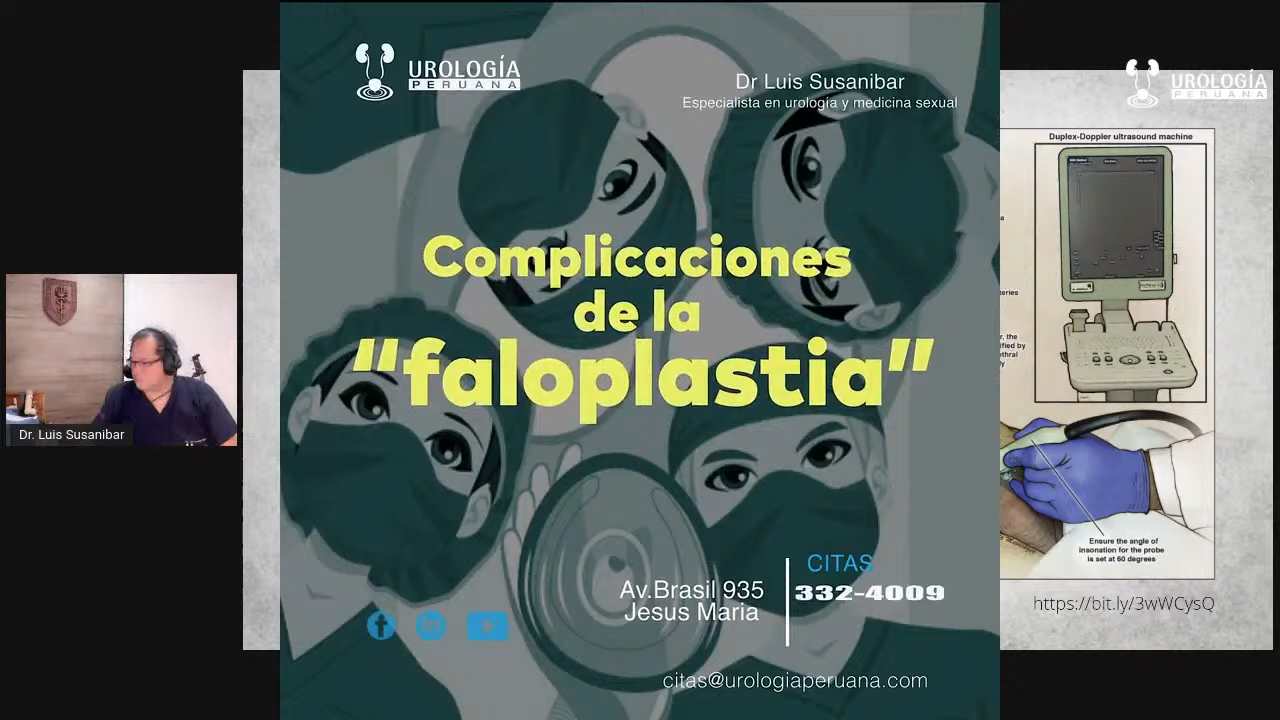 UROLOGÍA
PERUANA
Dr Luis Susanibar
Especialista en urología y medicina sexual
Complicaciones
de la
“faloplastia”
Av.Brasil 935
Jesus Maria
CITAS
332-4009
citas@urologiaperuana.com
Dr. Luis Susanibar
UROLOGÍA
PERUANA
Duplex-Doppler ultrasound machine
Ensure the angle of
insonation for the probe
is set at 60 degrees
https://bit.ly/3wWCysQ